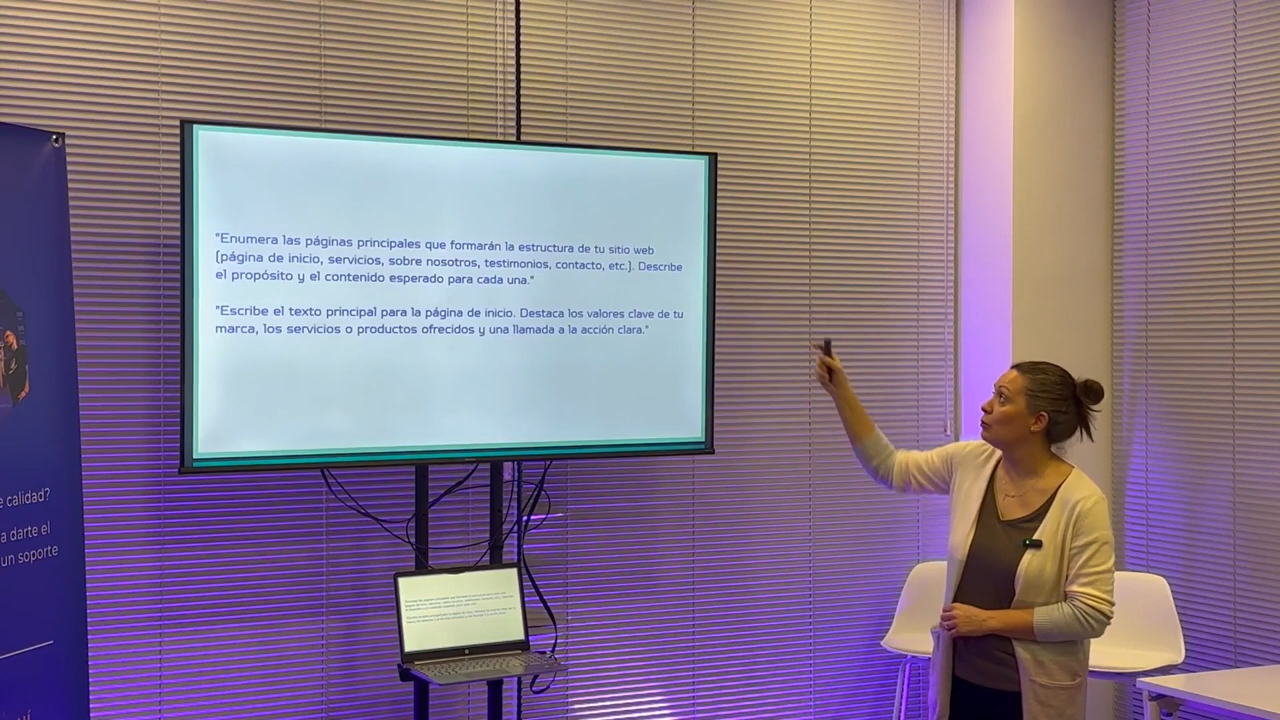 "Enumera las páginas principales que formarán la estructura de tu sitio web
(página de inicio, servicios, sobre nosotros, testimonios, contacto, etc.). Describe
el propósito y el contenido esperado para cada una."
"Escribe el texto principal para la página de inicio. Destaca los valores clave de tu
marca, los servicios o productos ofrecidos y una llamada a la acción clara."
e calidad?
a darte el
un soporte